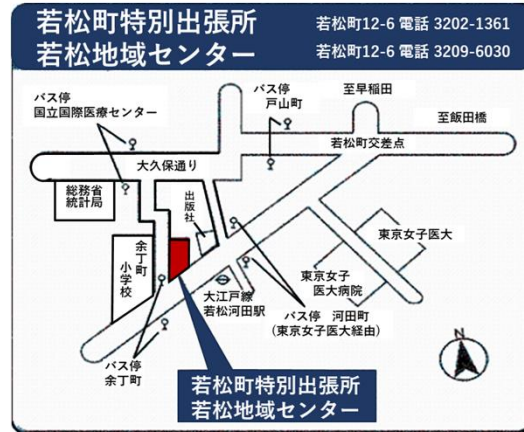 若松町特別出張所 若松町12-6 電話 3202-1361
若松地域センター 若松町12-6 電話 3209-6030
バス停
国立国際医療センター
バス停
戸山町
至早稲田
至飯田橋
大久保通り
若松町交差点
総務省
統計局
出版社
余丁町
小学校
東京女子医大
東京女子
医大病院
大江戸線
若松河田駅
バス停 河田町
(東京女子医大経由)
バス停
余丁町
N
若松町特別出張所
若松地域センター